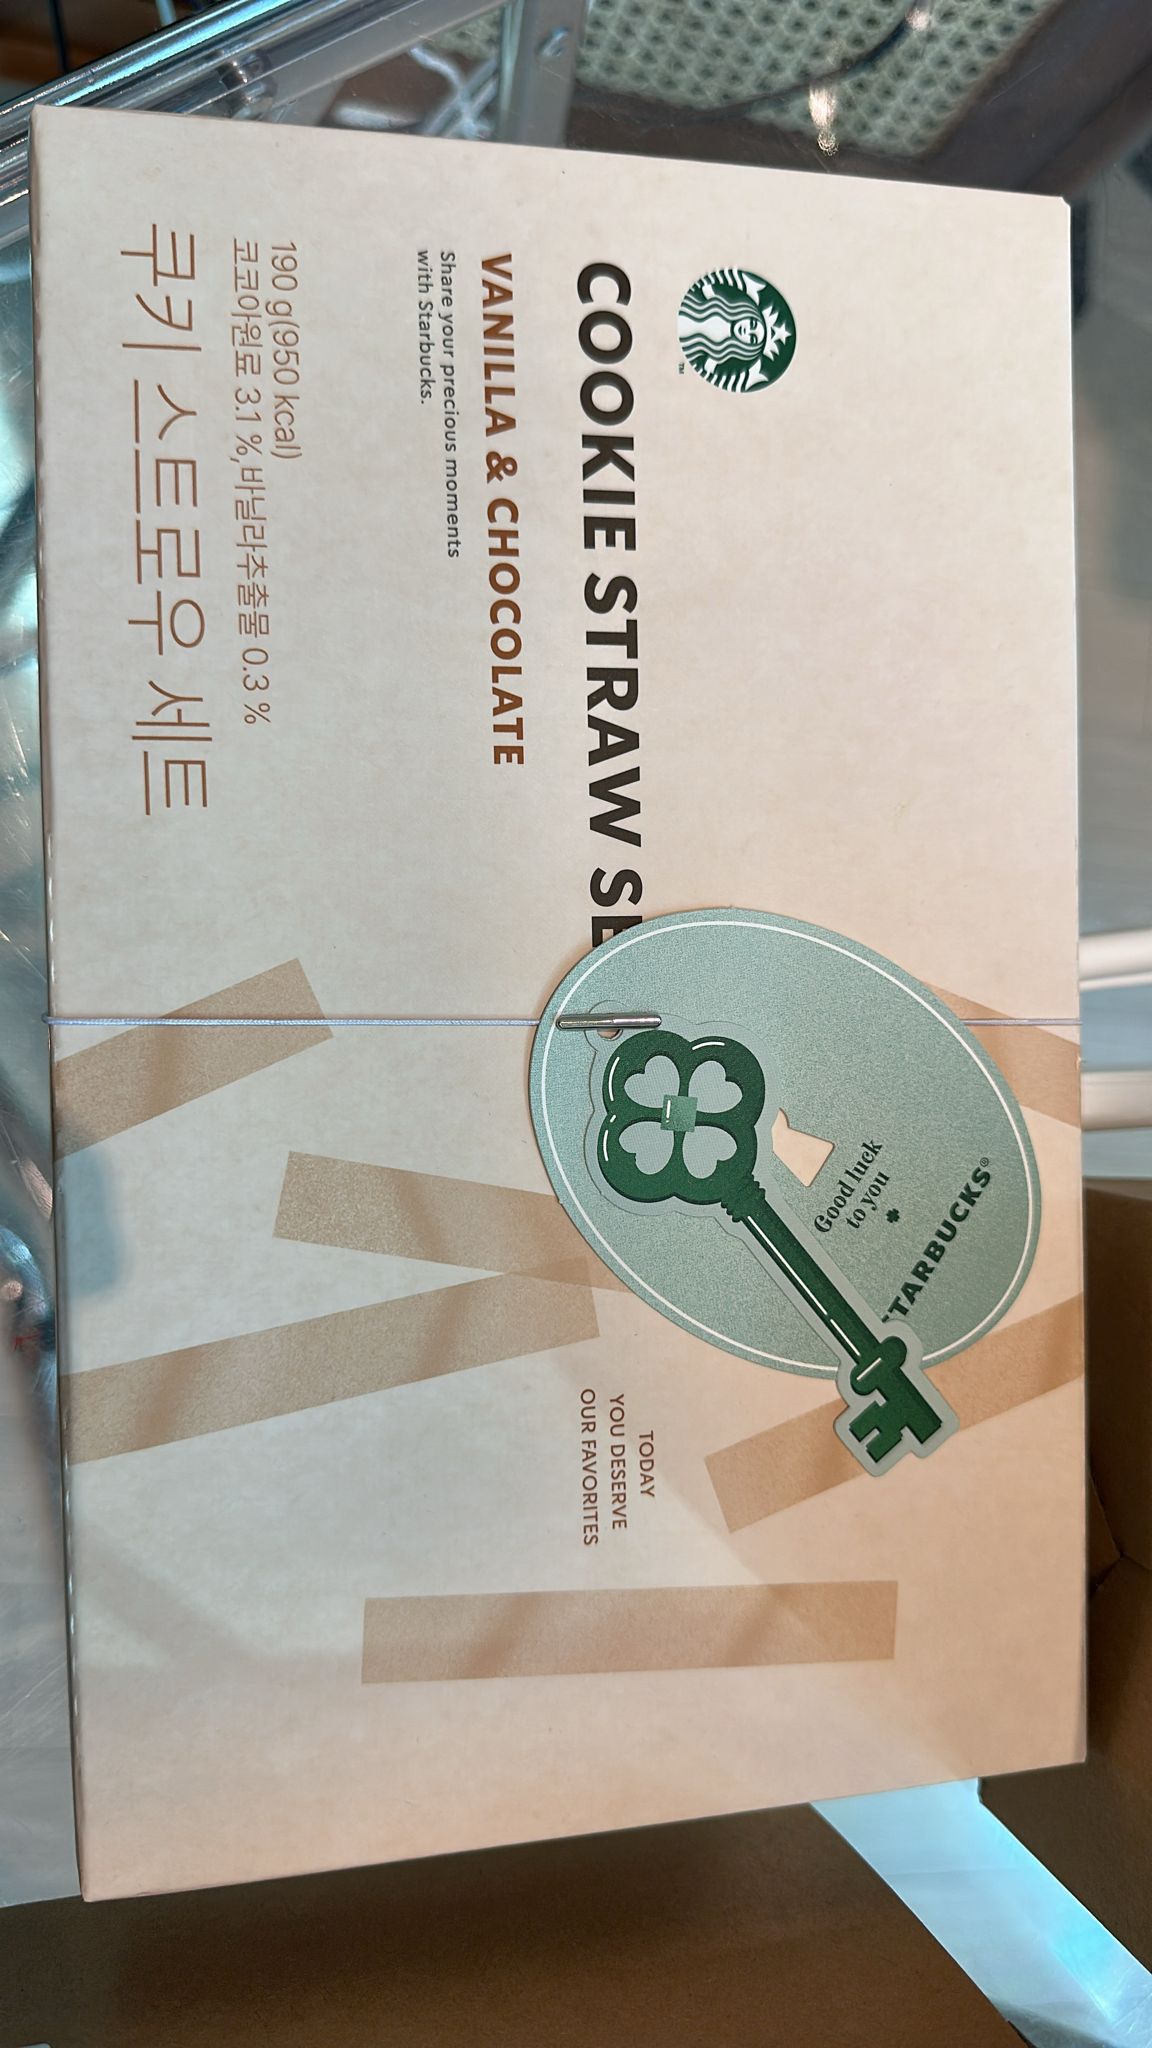 COOKIE STRAW SE
VANILLA & CHOCOLATE
Share your precious moments
with Starbucks.
190 g(950 kcal)
코코아원료 3.1 %,바닐라추출물 0.3 %
쿠키 스트로우 세트
Good luck
to you
STARBUCKS®
TODAY
YOU DESERVE
OUR FAVORITES